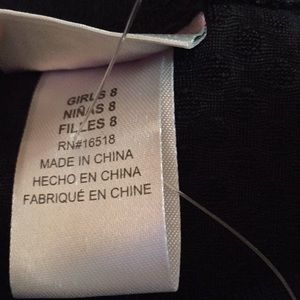 GIRLS 8
NIÑAS 8
FILLES 8
RN#16518
MADE IN CHINA
HECHO EN CHINA
FABRIQUÉ EN CHINE